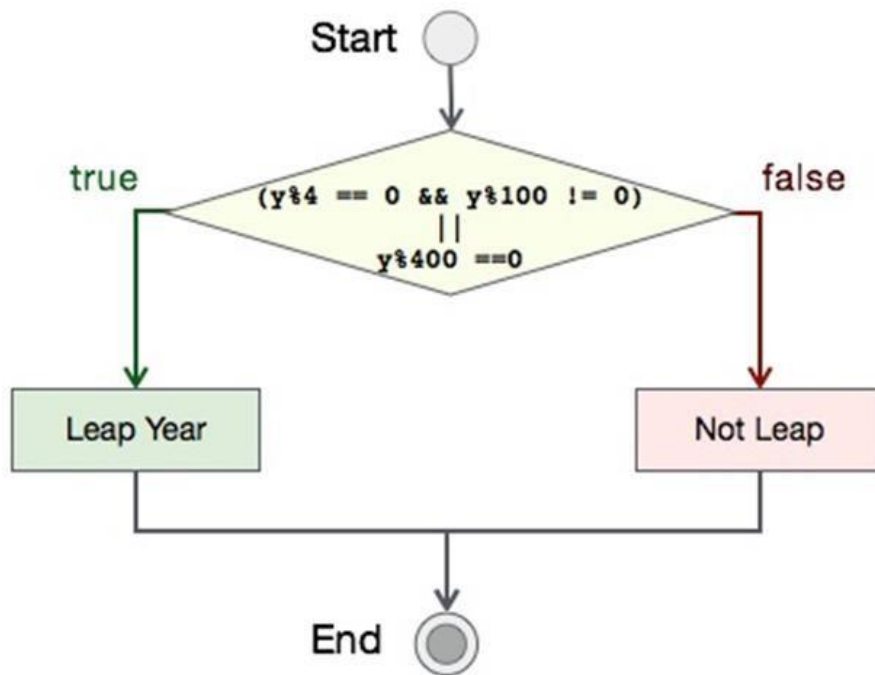 Start
true
false
(y%4 == 0 && y%100 != 0)
||
y%400 ==0
Leap Year
Not Leap
End